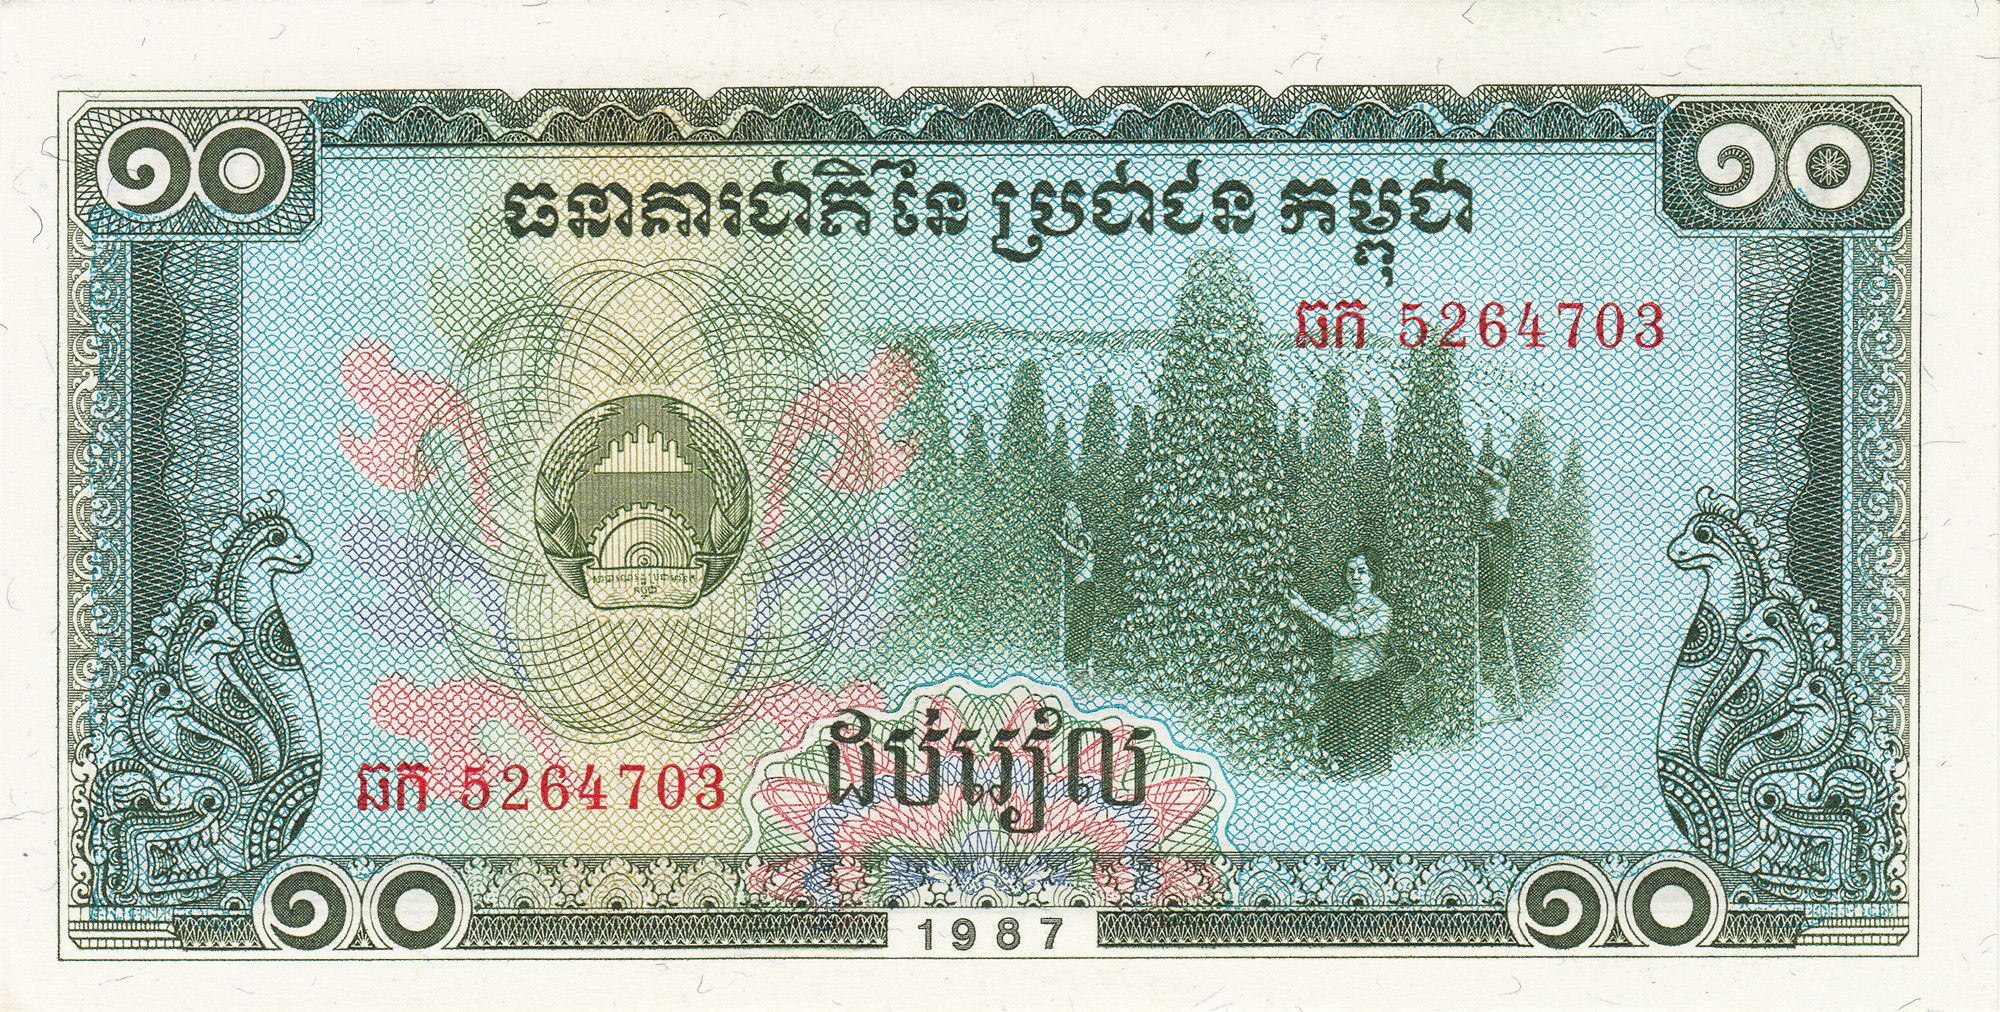 ១០ ១០
ធនាគារជាតិនៃប្រជាជនកម្ពុជា
ឆក 5264703
ឆក 5264703
ដប់រៀល
១០ ១០
1987